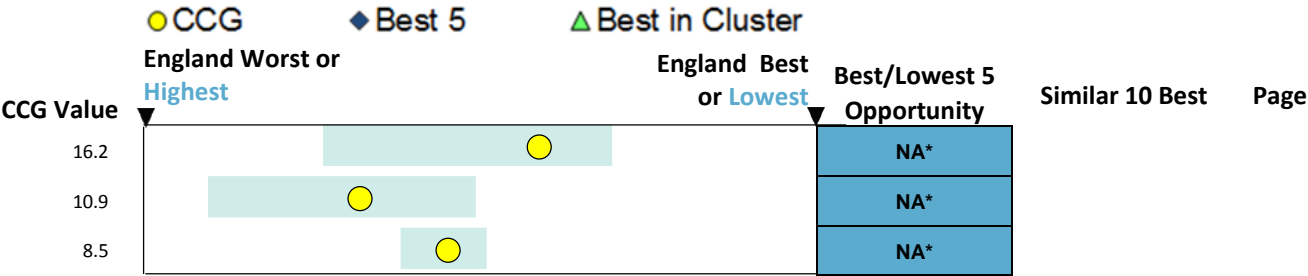 CCG Best 5 Best in Cluster
England Worst or Highest
England Best or Lowest
Best/Lowest 5 Opportunity
CCG Value
Similar 10 Best
Page
16.2 NA*
10.9 NA*
8.5 NA*